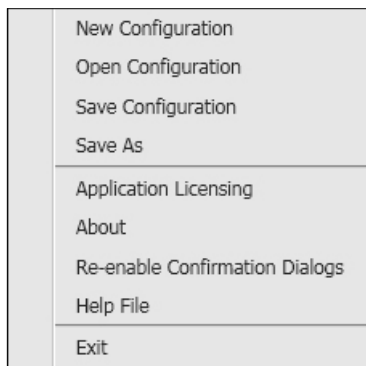 New Configuration
Open Configuration
Save Configuration
Save As
Application Licensing
About
Re-enable Confirmation Dialogs
Help File
Exit